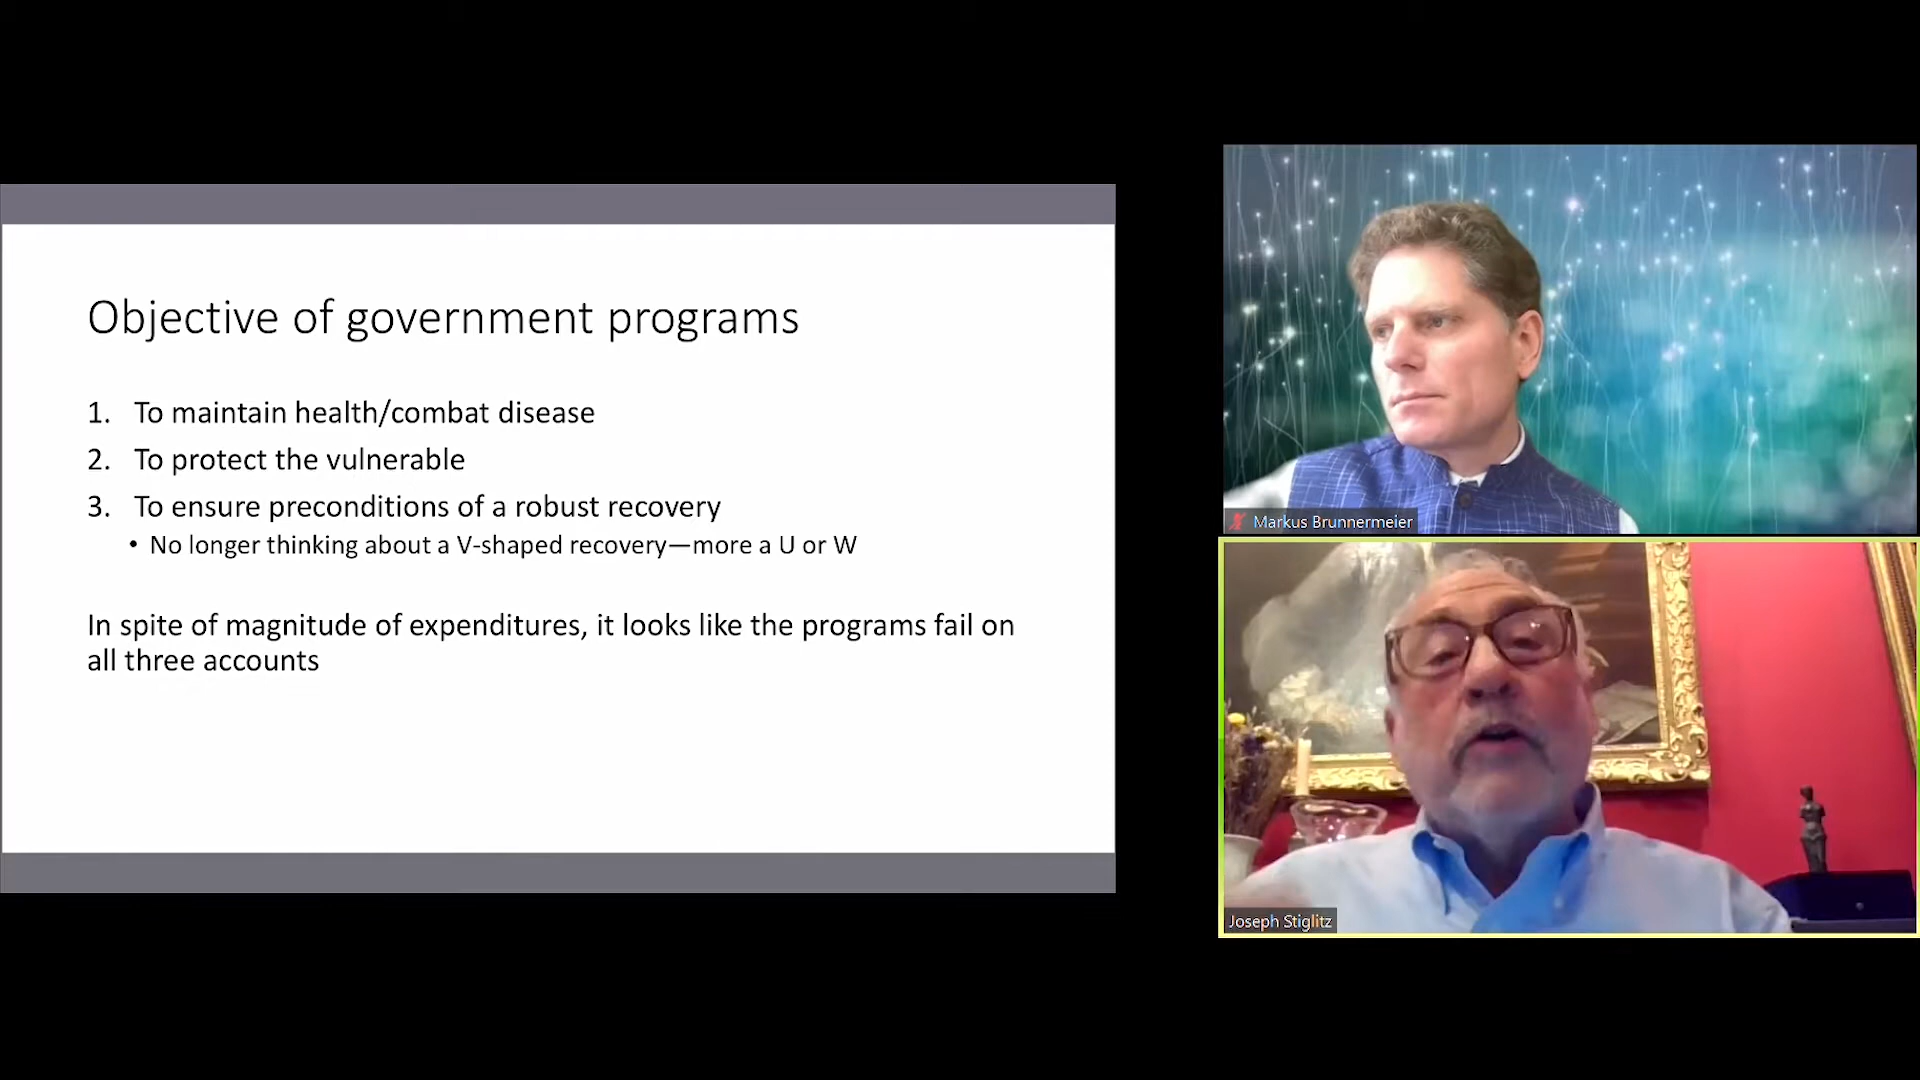 Objective of government programs
1. To maintain health/combat disease
2. To protect the vulnerable
3. To ensure preconditions of a robust recovery
• No longer thinking about a V-shaped recovery—more a U or W
In spite of magnitude of expenditures, it looks like the programs fail on
all three accounts
Markus Brunnermeier
Joseph Stiglitz